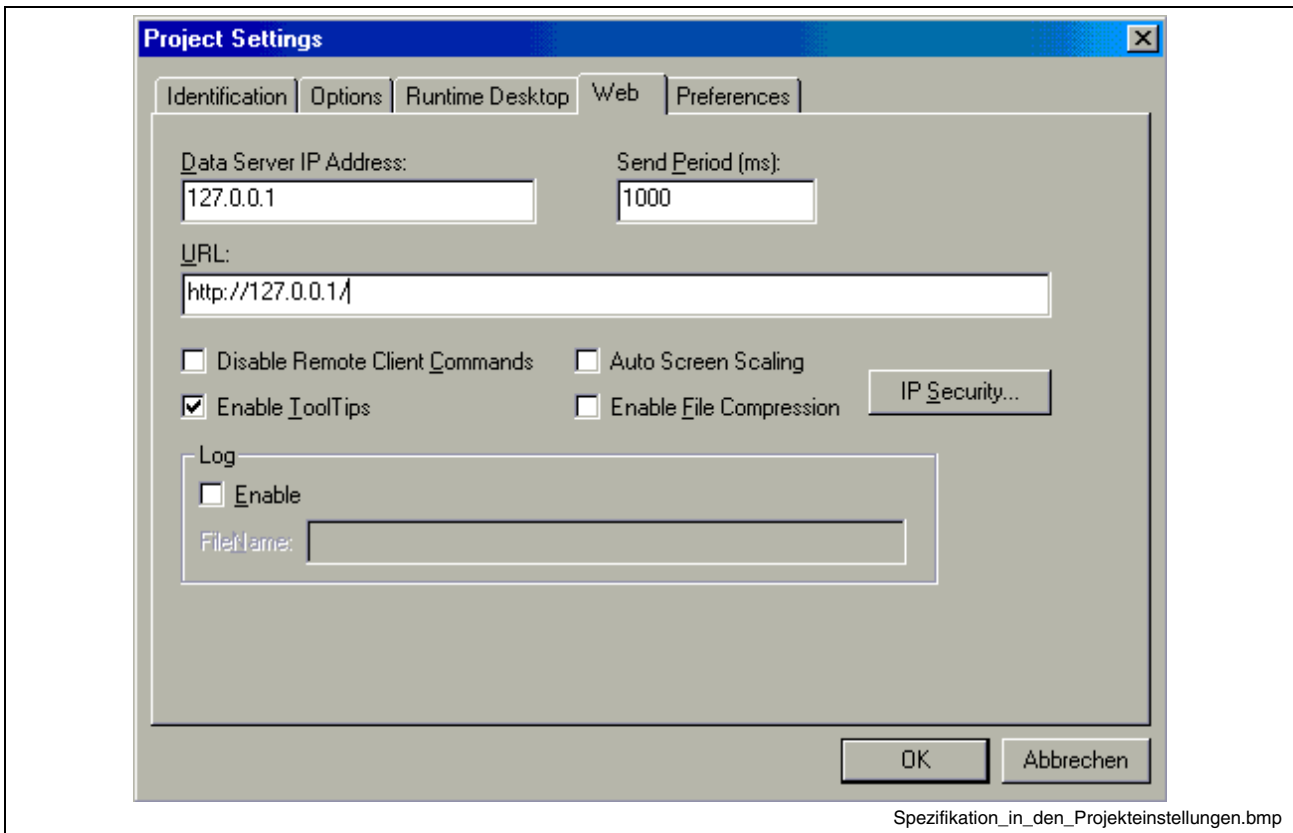 Project Settings
Identification Options Runtime Desktop Web Preferences
Data Server IP Address: Send Period (ms):
127.0.0.1 1000
URL:
http://127.0.0.1/
Disable Remote Client Commands Auto Screen Scaling
Enable ToolTips Enable File Compression IP Security...
Log
Enable
FileName:
OK Abbrechen
Spezifikation_in_den_Projekteinstellungen.bmp